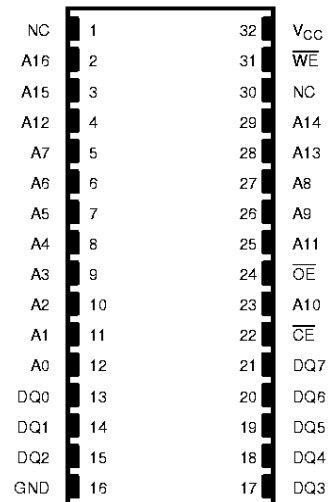 NC 1 32 VCC
A16 2 31 WE
A15 3 30 NC
A12 4 29 A14
A7 5 28 A13
A6 6 27 A8
A5 7 26 A9
A4 8 25 A11
A3 9 24 OE
A2 10 23 A10
A1 11 22 CE
A0 12 21 DQ7
DQ0 13 20 DQ6
DQ1 14 19 DQ5
DQ2 15 18 DQ4
GND 16 17 DQ3